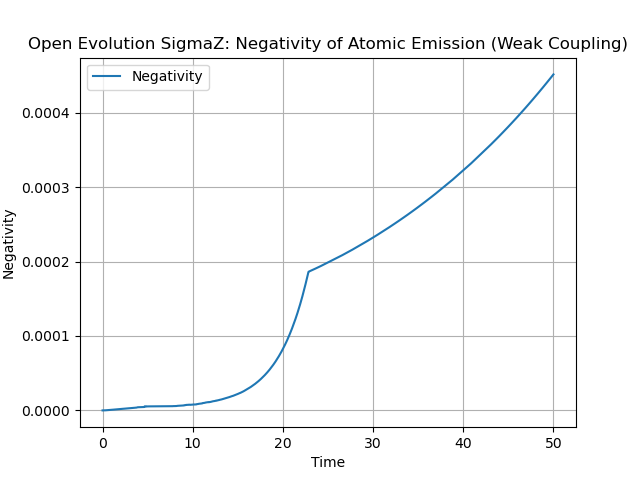 Open Evolution SigmaZ: Negativity of Atomic Emission (Weak Coupling)
Negativity
0.0004
0.0003
0.0002
0.0001
0.0000
Negativity
0 10 20 30 40 50
Time